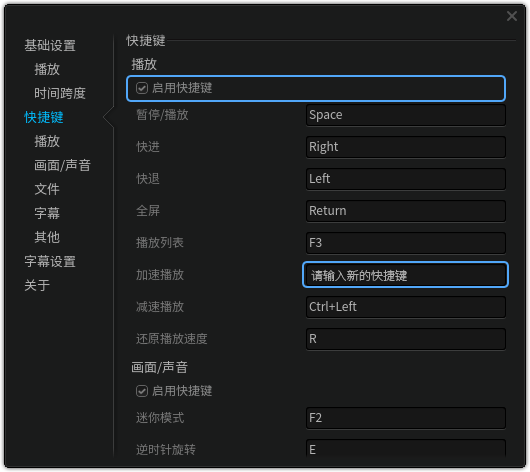 基础设置
播放
时间跨度
快捷键
播放
画面/声音
文件
字幕
其他
字幕设置
关于
快捷键
播放
启用快捷键
暂停/播放 Space
快进 Right
快退 Left
全屏 Return
播放列表 F3
加速播放 请输入新的快捷键
减速播放 Ctrl+Left
还原播放速度 R
画面/声音
启用快捷键
迷你模式 F2
逆时针旋转 E